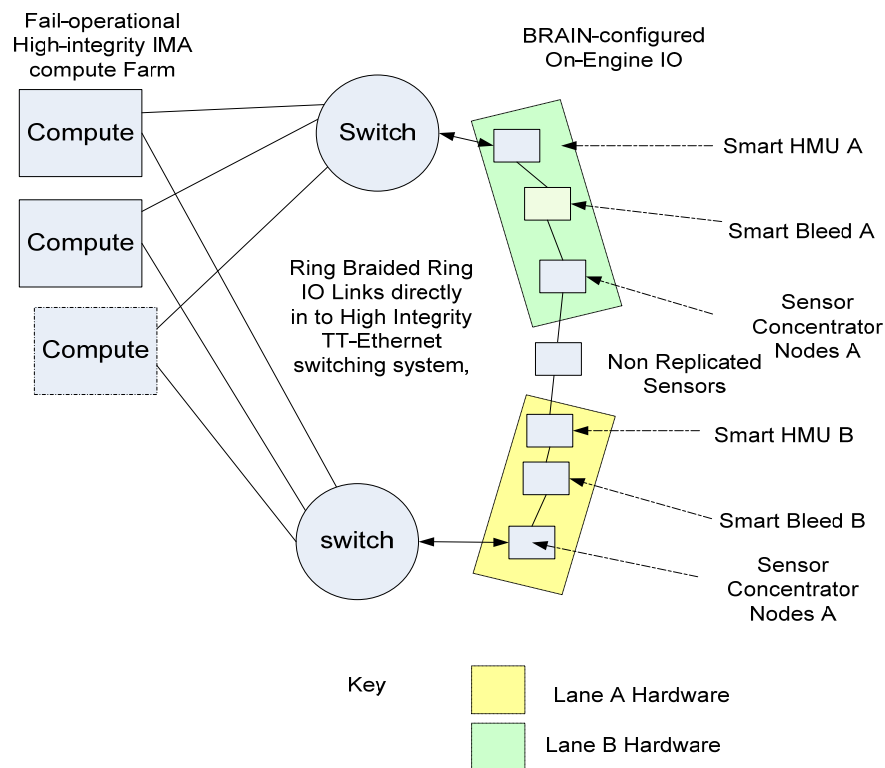 Fail-operational
High-integrity IMA
compute Farm
BRAIN-configured
On-Engine IO
Compute
Switch
Smart HMU A
Compute
Smart Bleed A
Ring Braided Ring
IO Links directly
in to High Integrity
TT-Ethernet
switching system,
Sensor
Concentrator
Nodes A
Compute
Non Replicated
Sensors
Smart HMU B
Smart Bleed B
switch
Sensor
Concentrator
Nodes A
Key
Lane A Hardware
Lane B Hardware